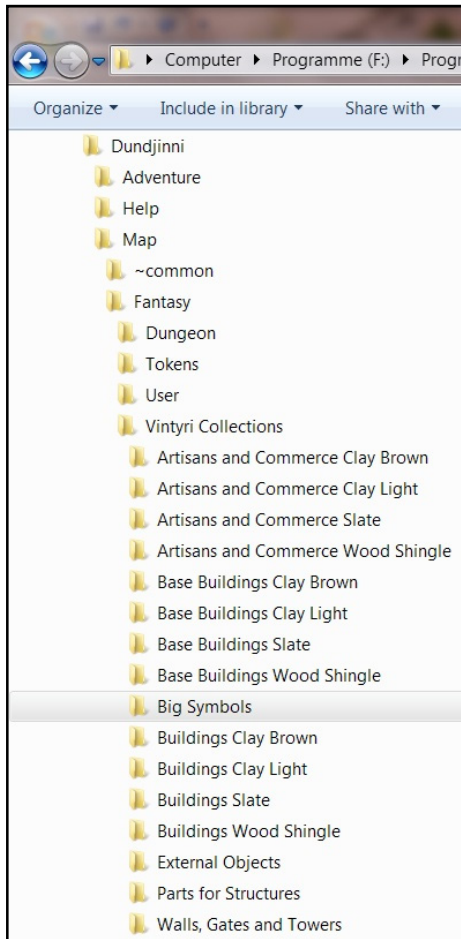 Computer ▸ Programme (F:) ▸ Progr
Organize ▾ Include in library ▾ Share with ▾
Dundjinni
Adventure
Help
Map
~common
Fantasy
Dungeon
Tokens
User
Vintyri Collections
Artisans and Commerce Clay Brown
Artisans and Commerce Clay Light
Artisans and Commerce Slate
Artisans and Commerce Wood Shingle
Base Buildings Clay Brown
Base Buildings Clay Light
Base Buildings Slate
Base Buildings Wood Shingle
Big Symbols
Buildings Clay Brown
Buildings Clay Light
Buildings Slate
Buildings Wood Shingle
External Objects
Parts for Structures
Walls, Gates and Towers